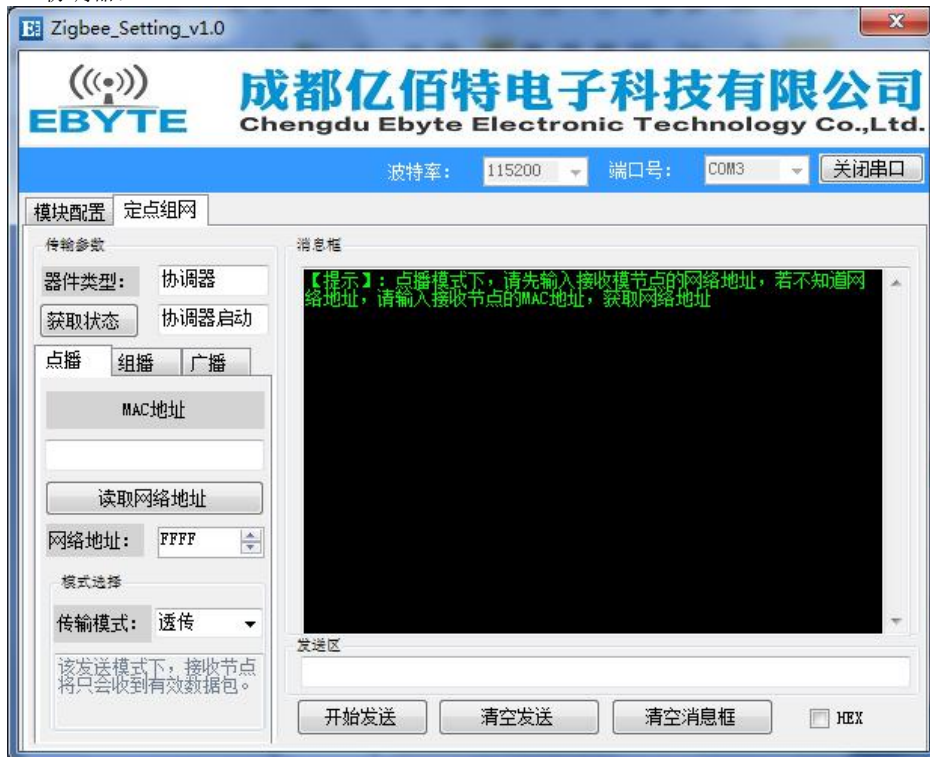 Zigbee_Setting_v1.0
EBYTE
成都亿佰特电子科技有限公司
Chengdu Ebyte Electronic Technology Co.,Ltd.
波特率: 115200 端口号: COM3 关闭串口
模块配置 定点组网
传输参数
器件类型: 协调器
获取状态 协调器启动
点播 组播 广播
MAC地址
读取网络地址
网络地址: FFFF
模式选择
传输模式: 透传
该发送模式下，接收节点
将只会收到有效数据包。
消息框
【提示】: 点播模式下，请先输入接收模节点的网络地址，若不知道网
络地址，请输入接收节点的MAC地址，获取网络地址
发送区
开始发送 清空发送 清空消息框 HEX